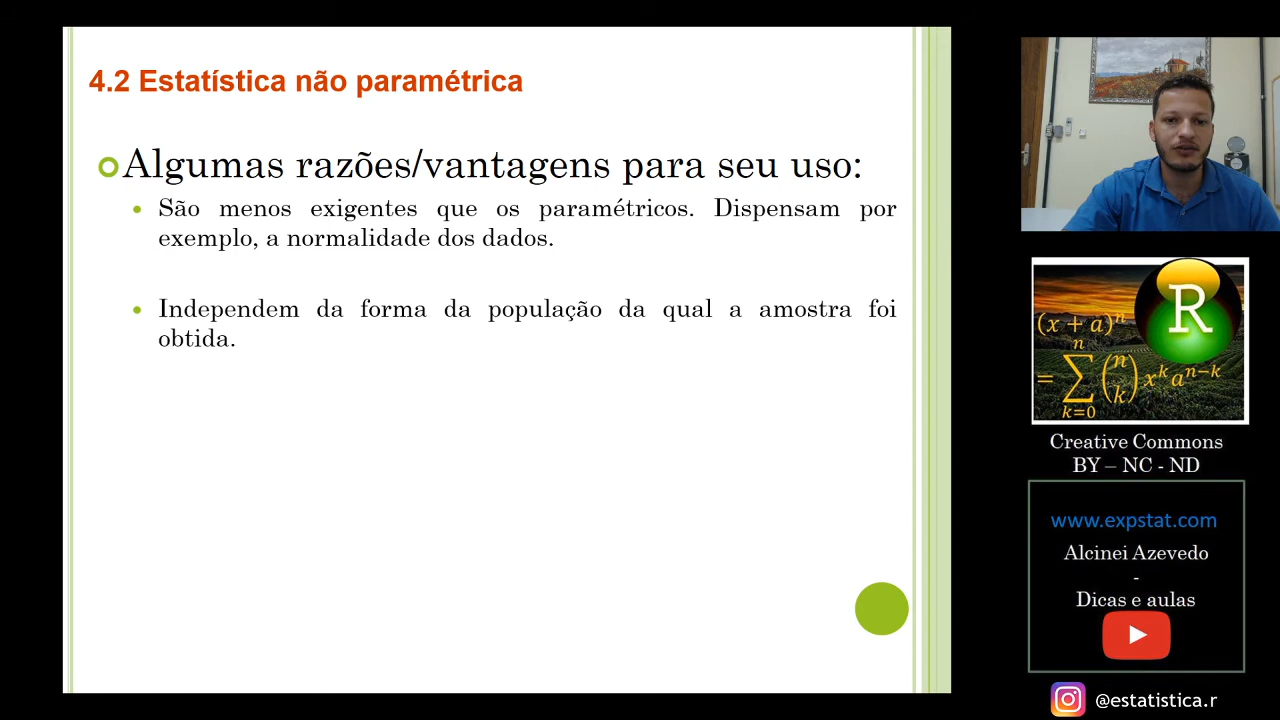 4.2 Estatística não paramétrica
Algumas razões/vantagens para seu uso:
São menos exigentes que os paramétricos. Dispensam por
exemplo, a normalidade dos dados.
Independem da forma da população da qual a amostra foi
obtida.
R
(x + a)^n
= ∑_{k=0}^{n} (n k) x^k a^{n-k}
Creative Commons
BY – NC - ND
www.expstat.com
Alcinei Azevedo
-
Dicas e aulas
@estatistica.r